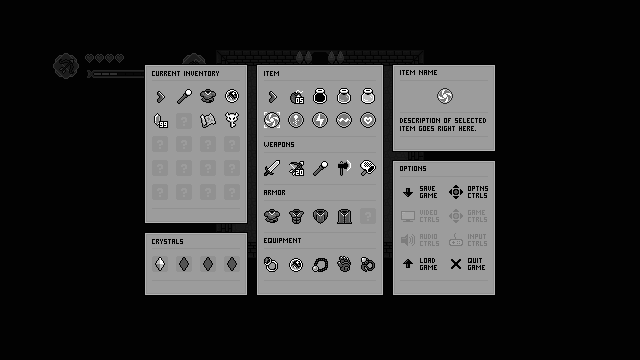 CURRENT INVENTORY
99
? 
? ? ? ?
? ? ? ?
? ? ? ?
CRYSTALS
ITEM
05
WEAPONS
20
ARMOR
?
EQUIPMENT
ITEM NAME
DESCRIPTION OF SELECTED
ITEM GOES RIGHT HERE.
OPTIONS
SAVE
GAME
OPTNS
CTRLS
VIDEO
CTRLS
GAME
CTRLS
AUDIO
CTRLS
INPUT
CTRLS
LOAD
GAME
QUIT
GAME